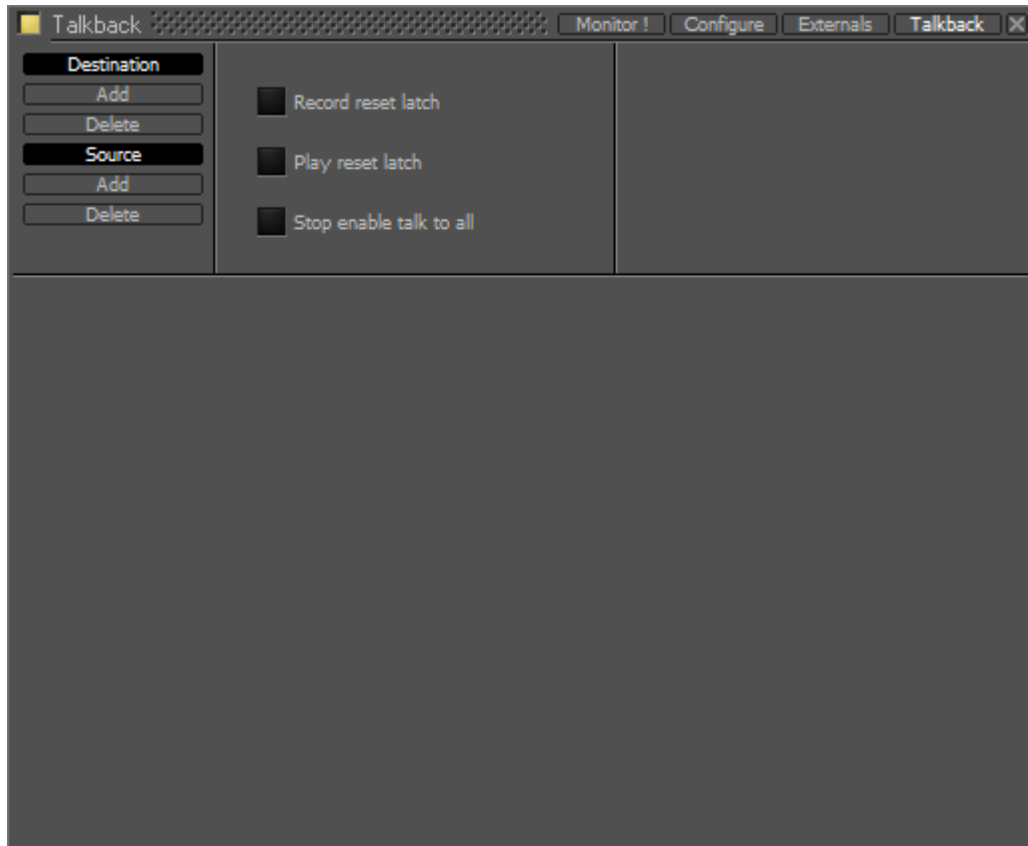 Talkback Monitor ! Configure Externals Talkback
Destination
Add
Delete
Source
Add
Delete
Record reset latch
Play reset latch
Stop enable talk to all